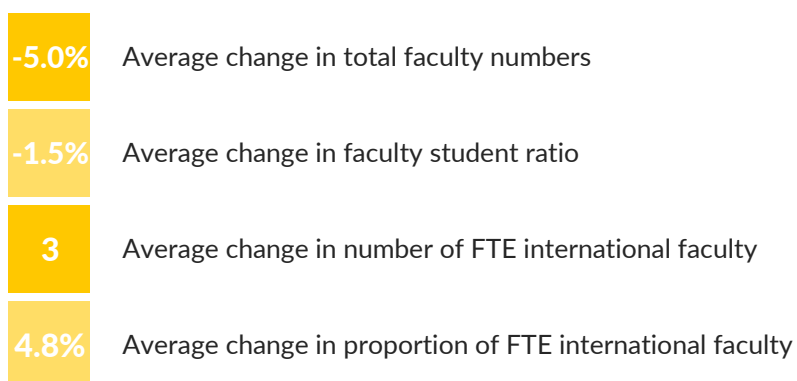 -5.0% Average change in total faculty numbers
-1.5% Average change in faculty student ratio
3 Average change in number of FTE international faculty
4.8% Average change in proportion of FTE international faculty